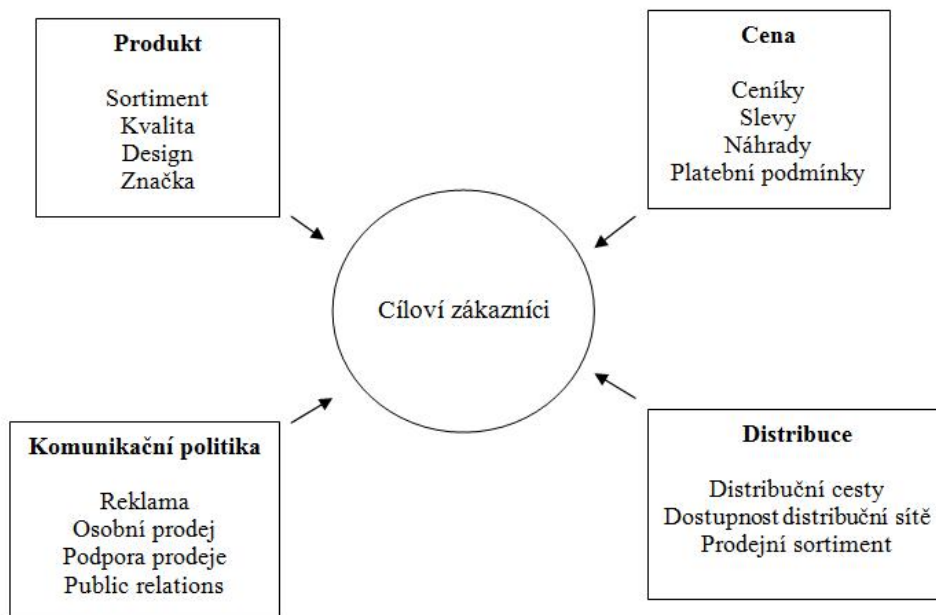 Produkt
Sortiment
Kvalita
Design
Značka
Cena
Ceníky
Slevy
Náhrady
Platební podmínky
Cíloví zákazníci
Komunikační politika
Reklama
Osobní prodej
Podpora prodeje
Public relations
Distribuce
Distribuční cesty
Dostupnost distribuční sítě
Prodejní sortiment